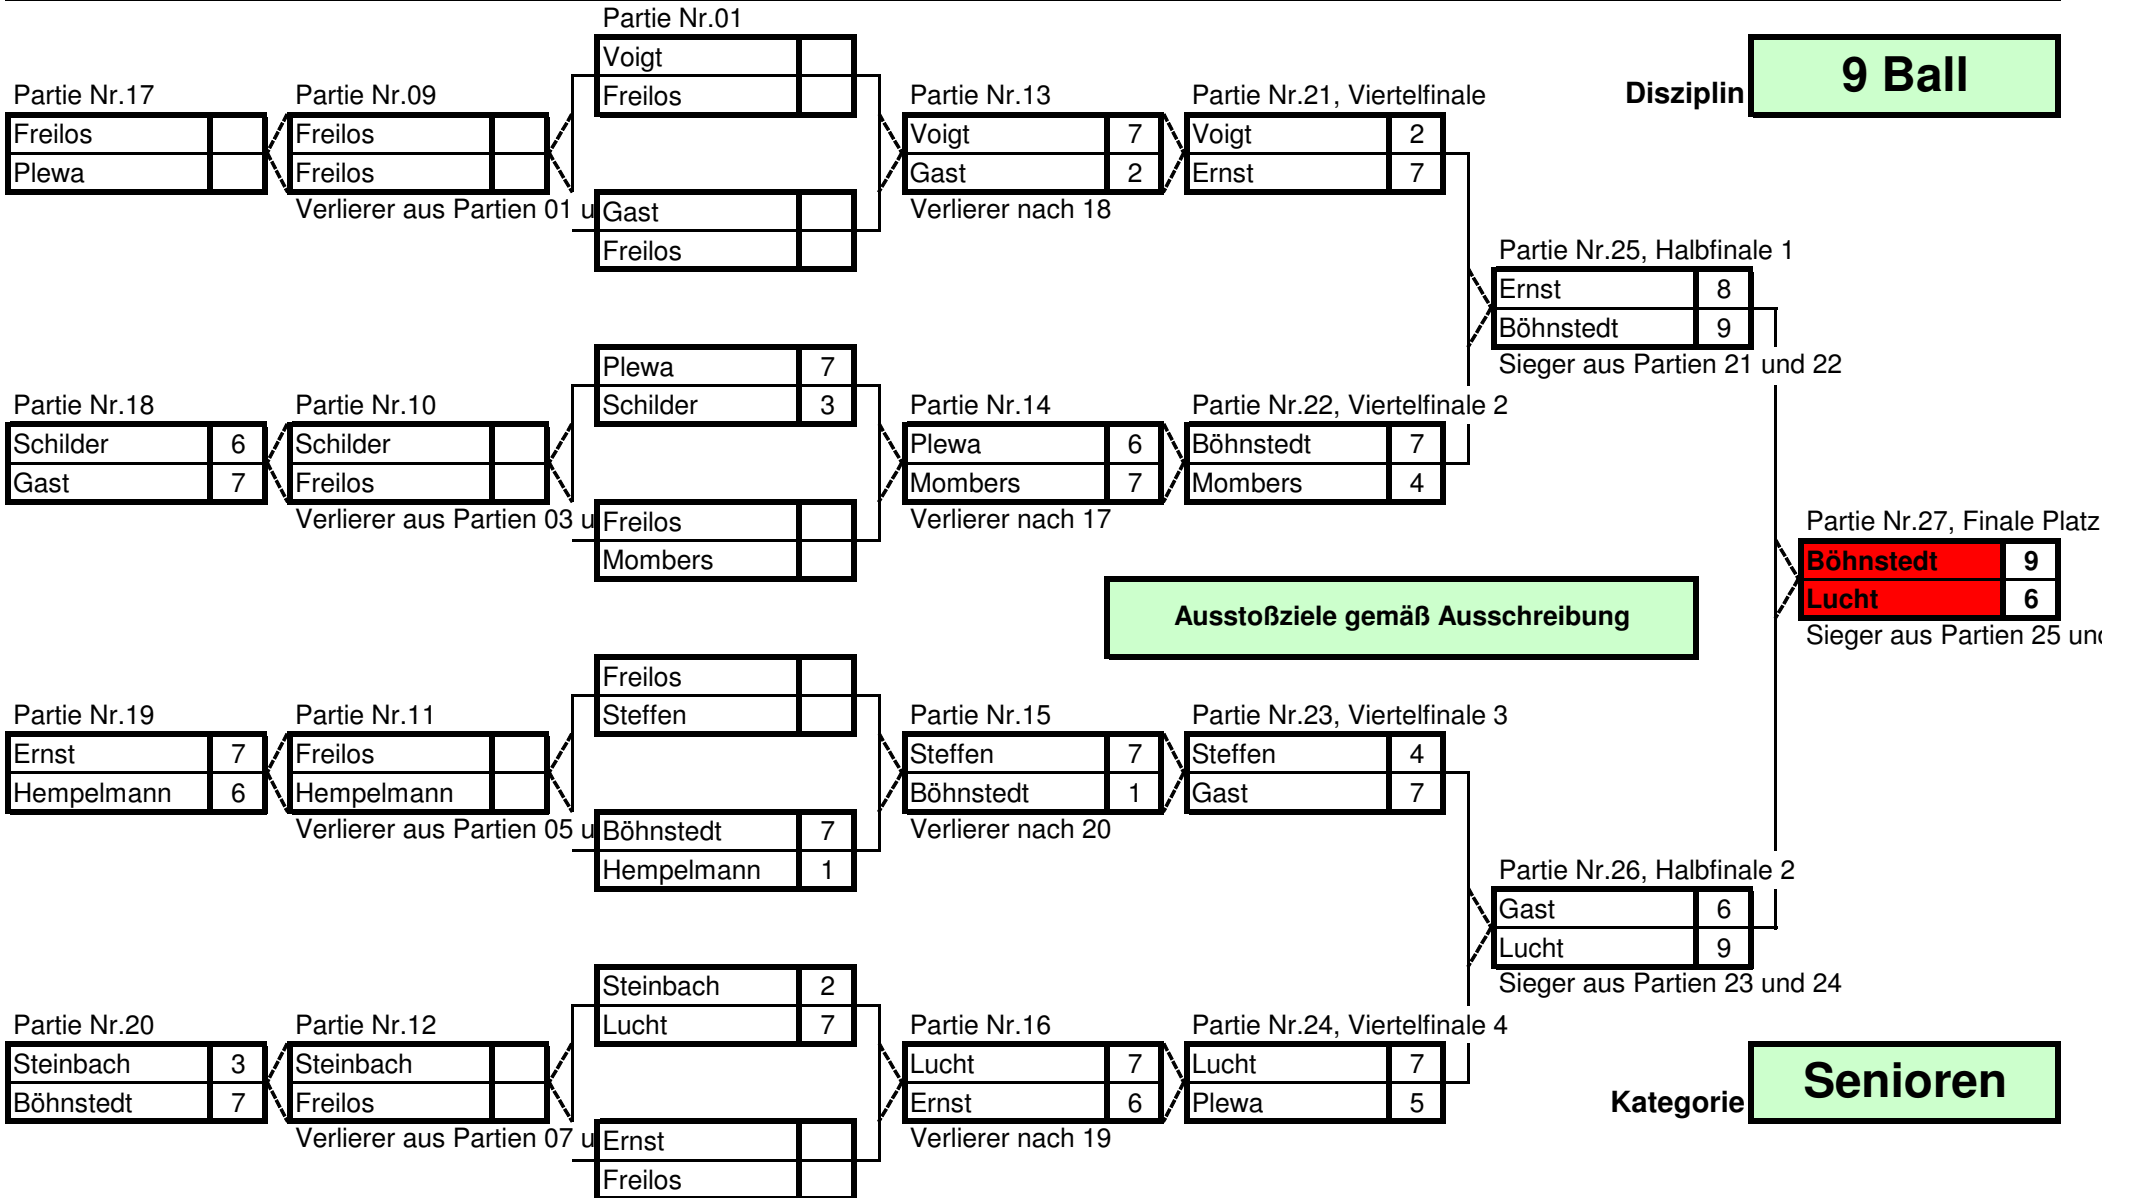 Partie Nr.01
Voigt
Freilos
Disziplin
9 Ball
Partie Nr.17
Freilos
Plewa
Partie Nr.09
Freilos
Freilos
Verlierer aus Partien 01 u
Gast
Freilos
Partie Nr.13
Voigt 7
Gast 2
Verlierer nach 18
Partie Nr.21, Viertelfinale
Voigt 2
Ernst 7
Partie Nr.25, Halbfinale 1
Ernst 8
Böhnstedt 9
Sieger aus Partien 21 und 22
Plewa 7
Schilder 3
Partie Nr.18
Schilder 6
Gast 7
Partie Nr.10
Schilder
Freilos
Verlierer aus Partien 03 u
Freilos
Mombers
Partie Nr.14
Plewa 6
Mombers 7
Verlierer nach 17
Partie Nr.22, Viertelfinale 2
Böhnstedt 7
Mombers 4
Partie Nr.27, Finale Platz
Böhnstedt 9
Lucht 6
Sieger aus Partien 25 und
Ausstoßziele gemäß Ausschreibung
Freilos
Steffen
Partie Nr.19
Ernst 7
Hempelmann 6
Partie Nr.11
Freilos
Hempelmann
Verlierer aus Partien 05 u
Böhnstedt 7
Hempelmann 1
Partie Nr.15
Steffen 7
Böhnstedt 1
Verlierer nach 20
Partie Nr.23, Viertelfinale 3
Steffen 4
Gast 7
Partie Nr.26, Halbfinale 2
Gast 6
Lucht 9
Sieger aus Partien 23 und 24
Steinbach 2
Lucht 7
Partie Nr.20
Steinbach 3
Böhnstedt 7
Partie Nr.12
Steinbach
Freilos
Verlierer aus Partien 07 u
Ernst
Freilos
Partie Nr.16
Lucht 7
Ernst 6
Verlierer nach 19
Partie Nr.24, Viertelfinale 4
Lucht 7
Plewa 5
Kategorie
Senioren